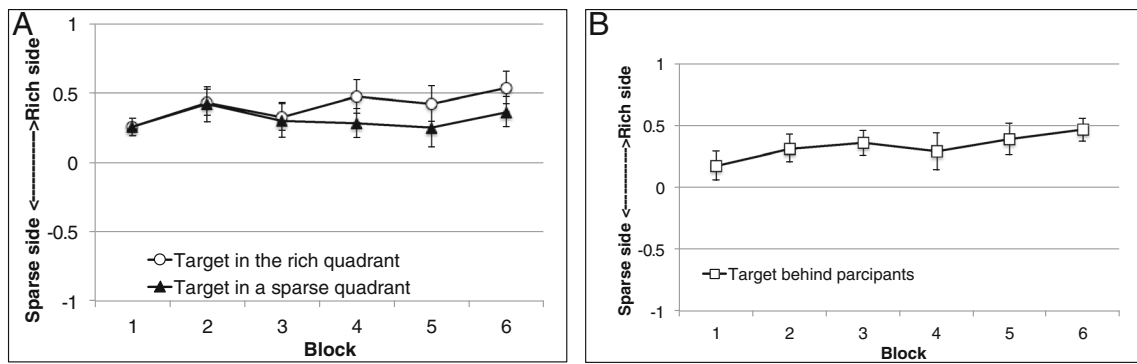 A
1
0.5
0
-0.5
-1
Sparse side <---------->Rich side
Target in the rich quadrant
Target in a sparse quadrant
1 2 3 4 5 6
Block
B
1
0.5
0
-0.5
-1
Sparse side <---------->Rich side
Target behind parcipants
1 2 3 4 5 6
Block